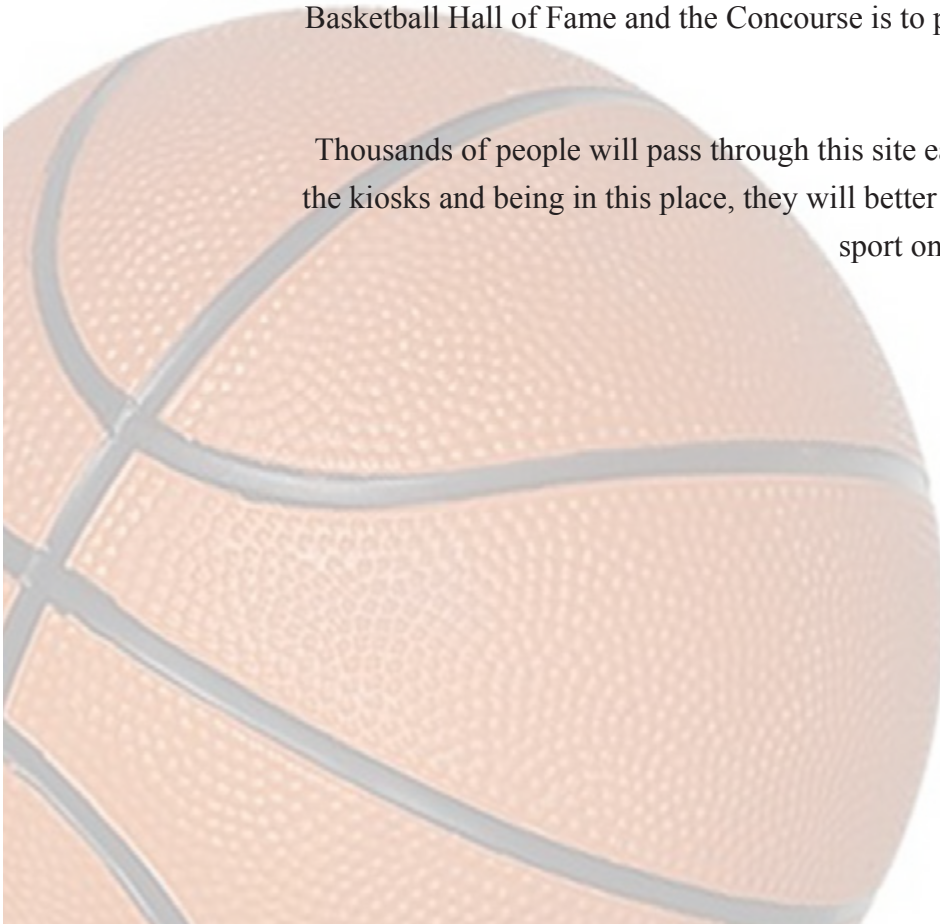 Basketball Hall of Fame and the Concourse is to
Thousands of people will pass through this site
the kiosks and being in this place, they will better
sport on